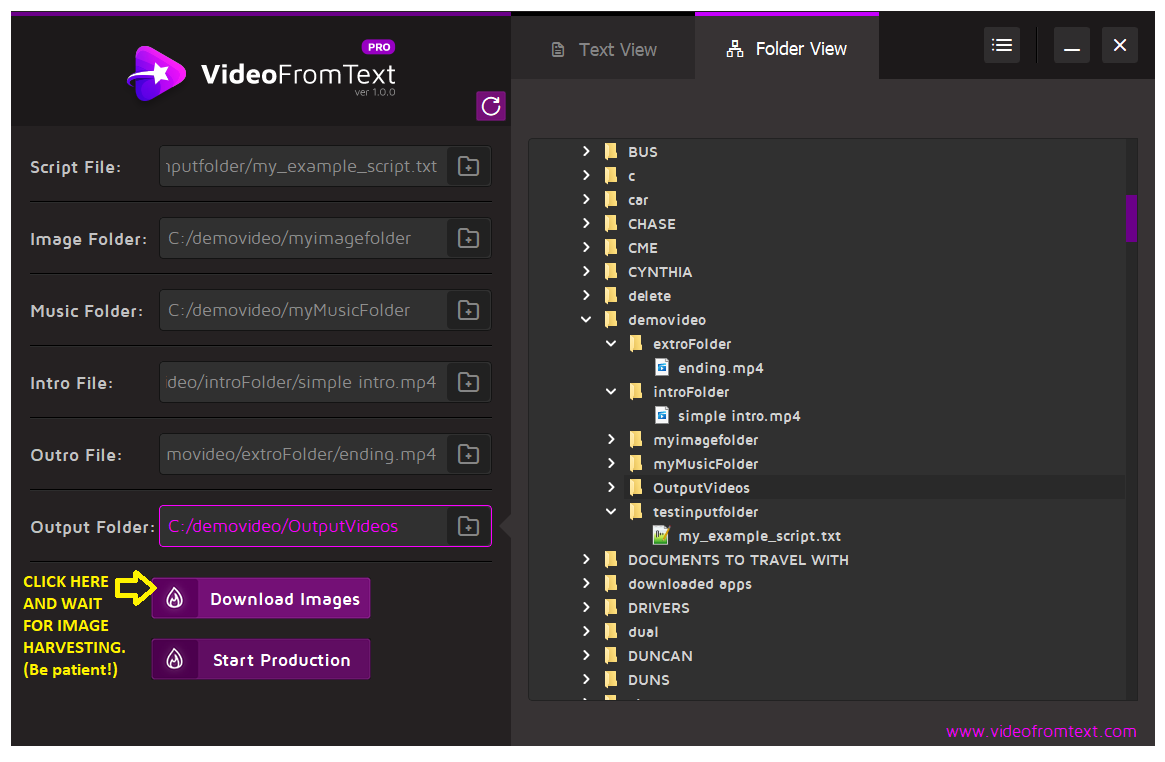 PRO
VideoFromText
ver 1.0.0
Text View
Folder View
Script File:
nputfolder/my_example_script.txt
Image Folder:
C:/demovideo/myimagefolder
Music Folder:
C:/demovideo/myMusicFolder
Intro File:
ideo/introFolder/simple intro.mp4
Outro File:
movideo/extroFolder/ending.mp4
Output Folder:
C:/demovideo/OutputVideos
CLICK HERE
AND WAIT
FOR IMAGE
HARVESTING.
(Be patient!)
Download Images
Start Production
BUS
c
car
CHASE
CME
CYNTHIA
delete
demovideo
extroFolder
ending.mp4
introFolder
simple intro.mp4
myimagefolder
myMusicFolder
OutputVideos
testinputfolder
my_example_script.txt
DOCUMENTS TO TRAVEL WITH
downloaded apps
DRIVERS
dual
DUNCAN
DUNS
www.videofromtext.com